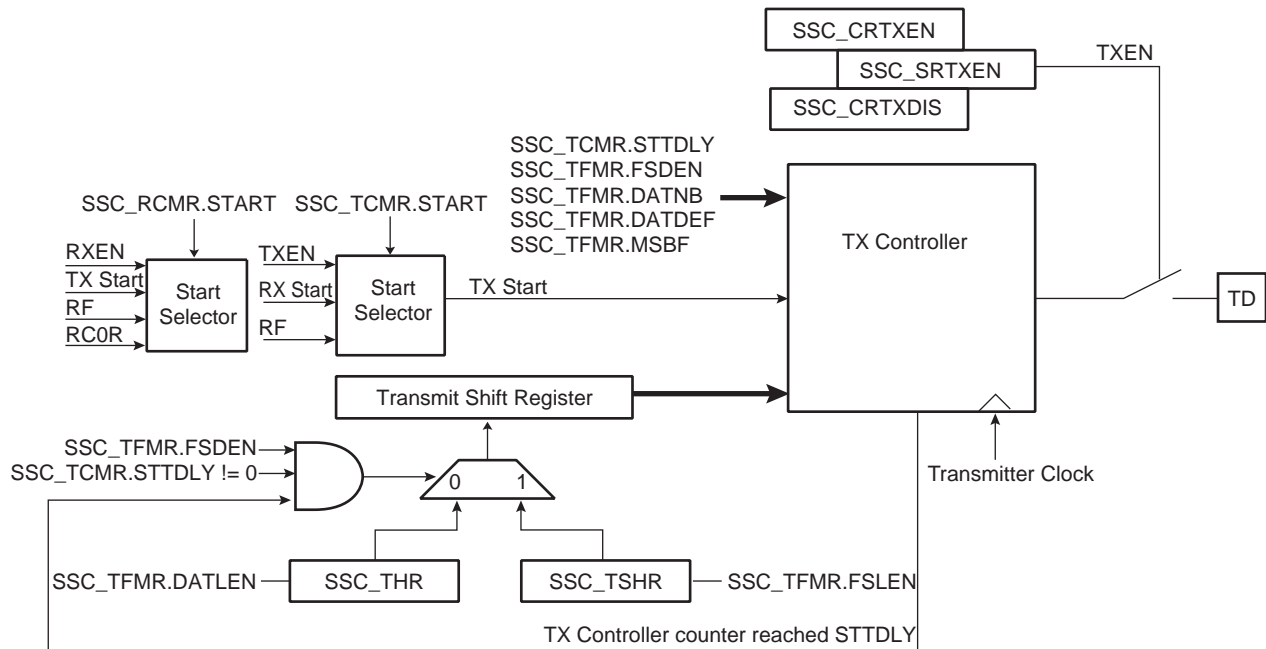 SSC_CRTXEN
SSC_SRTXEN
TXEN
SSC_CRTXDIS
SSC_TCMR.STTDLY
SSC_TFMR.FSDEN
SSC_TFMR.DATNB
SSC_TFMR.DATDEF
SSC_TFMR.MSBF
TX Controller
SSC_RCMR.START
SSC_TCMR.START
RXEN
TX Start
RF
RC0R
Start
Selector
TXEN
RX Start
RF
Start
Selector
TX Start
TD
Transmit Shift Register
SSC_TFMR.FSDEN
SSC_TCMR.STTDLY != 0
0
1
Transmitter Clock
SSC_TFMR.DATLEN
SSC_THR
SSC_TSHR
SSC_TFMR.FSLEN
TX Controller counter reached STTDLY